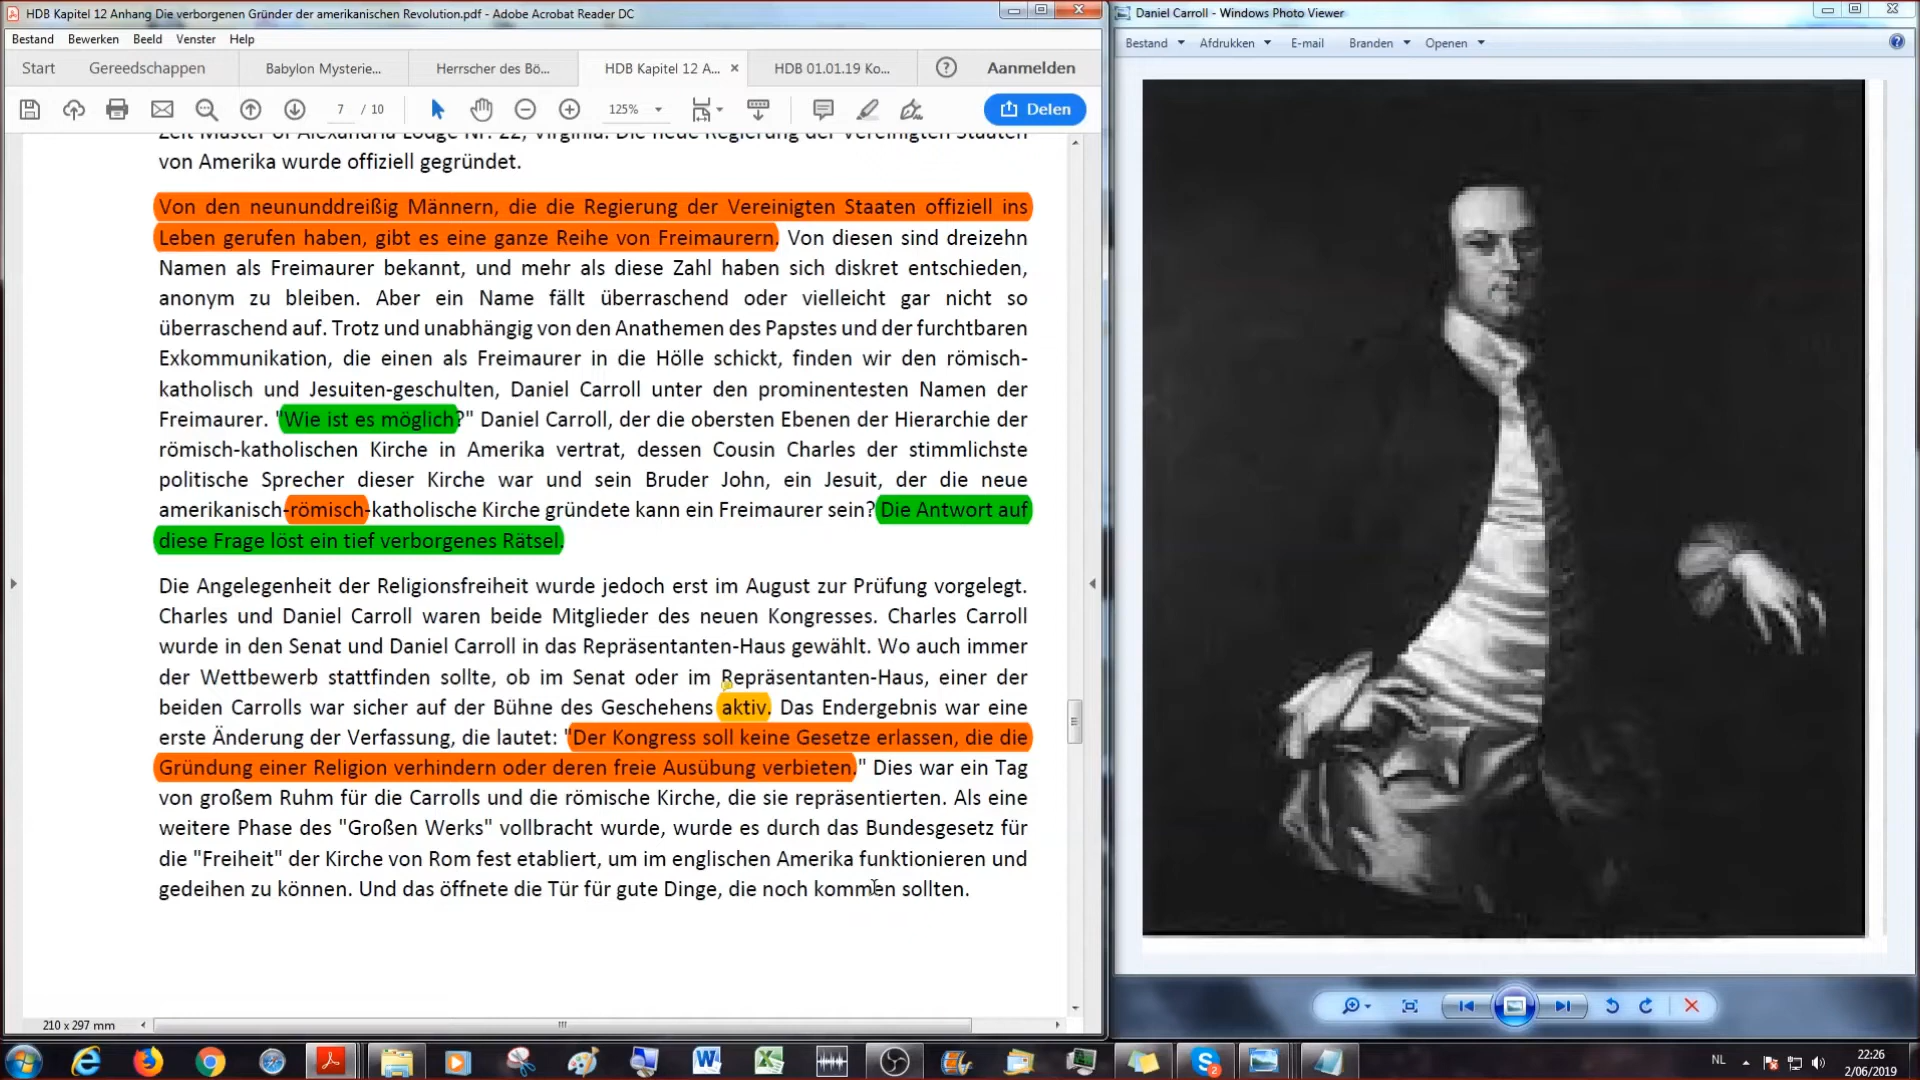 HDB Kapitel 12 Anhang Die verborgenen Gründer der amerikanischen Revolution.pdf - Adobe Acrobat Reader DC
Bestand Bewerken Beeld Venster Help
Start Gereedschappen Babylon Mysterie... Herrscher des Bö... HDB Kapitel 12 A... HDB 01.01.19 Ko... Aanmelden
7 / 10 125% Delen
Zeit Master of Alexandria Lodge Nr. 22, Virginia. Die neue Regierung der Vereinigten Staaten
von Amerika wurde offiziell gegründet.
Von den neununddreißig Männern, die die Regierung der Vereinigten Staaten offiziell ins
Leben gerufen haben, gibt es eine ganze Reihe von Freimaurern. Von diesen sind dreizehn
Namen als Freimaurer bekannt, und mehr als diese Zahl haben sich diskret entschieden,
anonym zu bleiben. Aber ein Name fällt überraschend oder vielleicht gar nicht so
überraschend auf. Trotz und unabhängig von den Anathemen des Papstes und der furchtbaren
Exkommunikation, die einen als Freimaurer in die Hölle schickt, finden wir den römisch-
katholisch und Jesuiten-geschulten, Daniel Carroll unter den prominentesten Namen der
Freimaurer. "Wie ist es möglich?" Daniel Carroll, der die obersten Ebenen der Hierarchie der
römisch-katholischen Kirche in Amerika vertrat, dessen Cousin Charles der stimmlichste
politische Sprecher dieser Kirche war und sein Bruder John, ein Jesuit, der die neue
amerikanisch-römisch-katholische Kirche gründete kann ein Freimaurer sein? Die Antwort auf
diese Frage löst ein tief verborgenes Rätsel.
Die Angelegenheit der Religionsfreiheit wurde jedoch erst im August zur Prüfung vorgelegt.
Charles und Daniel Carroll waren beide Mitglieder des neuen Kongresses. Charles Carroll
wurde in den Senat und Daniel Carroll in das Repräsentanten-Haus gewählt. Wo auch immer
der Wettbewerb stattfinden sollte, ob im Senat oder im Repräsentanten-Haus, einer der
beiden Carrolls war sicher auf der Bühne des Geschehens aktiv. Das Endergebnis war eine
erste Änderung der Verfassung, die lautet: "Der Kongress soll keine Gesetze erlassen, die die
Gründung einer Religion verhindern oder deren freie Ausübung verbieten." Dies war ein Tag
von großem Ruhm für die Carrolls und die römische Kirche, die sie repräsentierten. Als eine
weitere Phase des "Großen Werks" vollbracht wurde, wurde es durch das Bundesgesetz für
die "Freiheit" der Kirche von Rom fest etabliert, um im englischen Amerika funktionieren und
gedeihen zu können. Und das öffnete die Tür für gute Dinge, die noch kommen sollten.
210 x 297 mm
Daniel Carroll - Windows Photo Viewer
Bestand Afdrukken E-mail Branden Openen
NL
22:26
2/06/2019